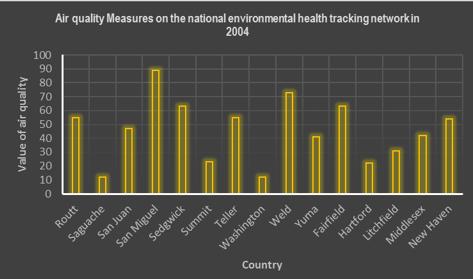 Air quality Measures on the national environmental health tracking network in
2004
Value of air quality
100
90
80
70
60
50
40
30
20
10
0
Routt
Saguache
San Juan
San Miguel
Sedgwick
Summit
Teller
Washington
Weld
Yuma
Fairfield
Hartford
Litchfield
Middlesex
New Haven
Country